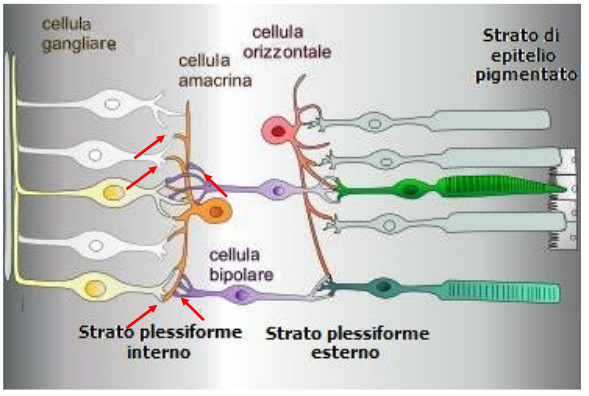 cellula
gangliare
cellula
amacrina
cellula
orizzontale
Strato di
epitelio
pigmentato
cellula
bipolare
Strato plessiforme
interno
Strato plessiforme
esterno